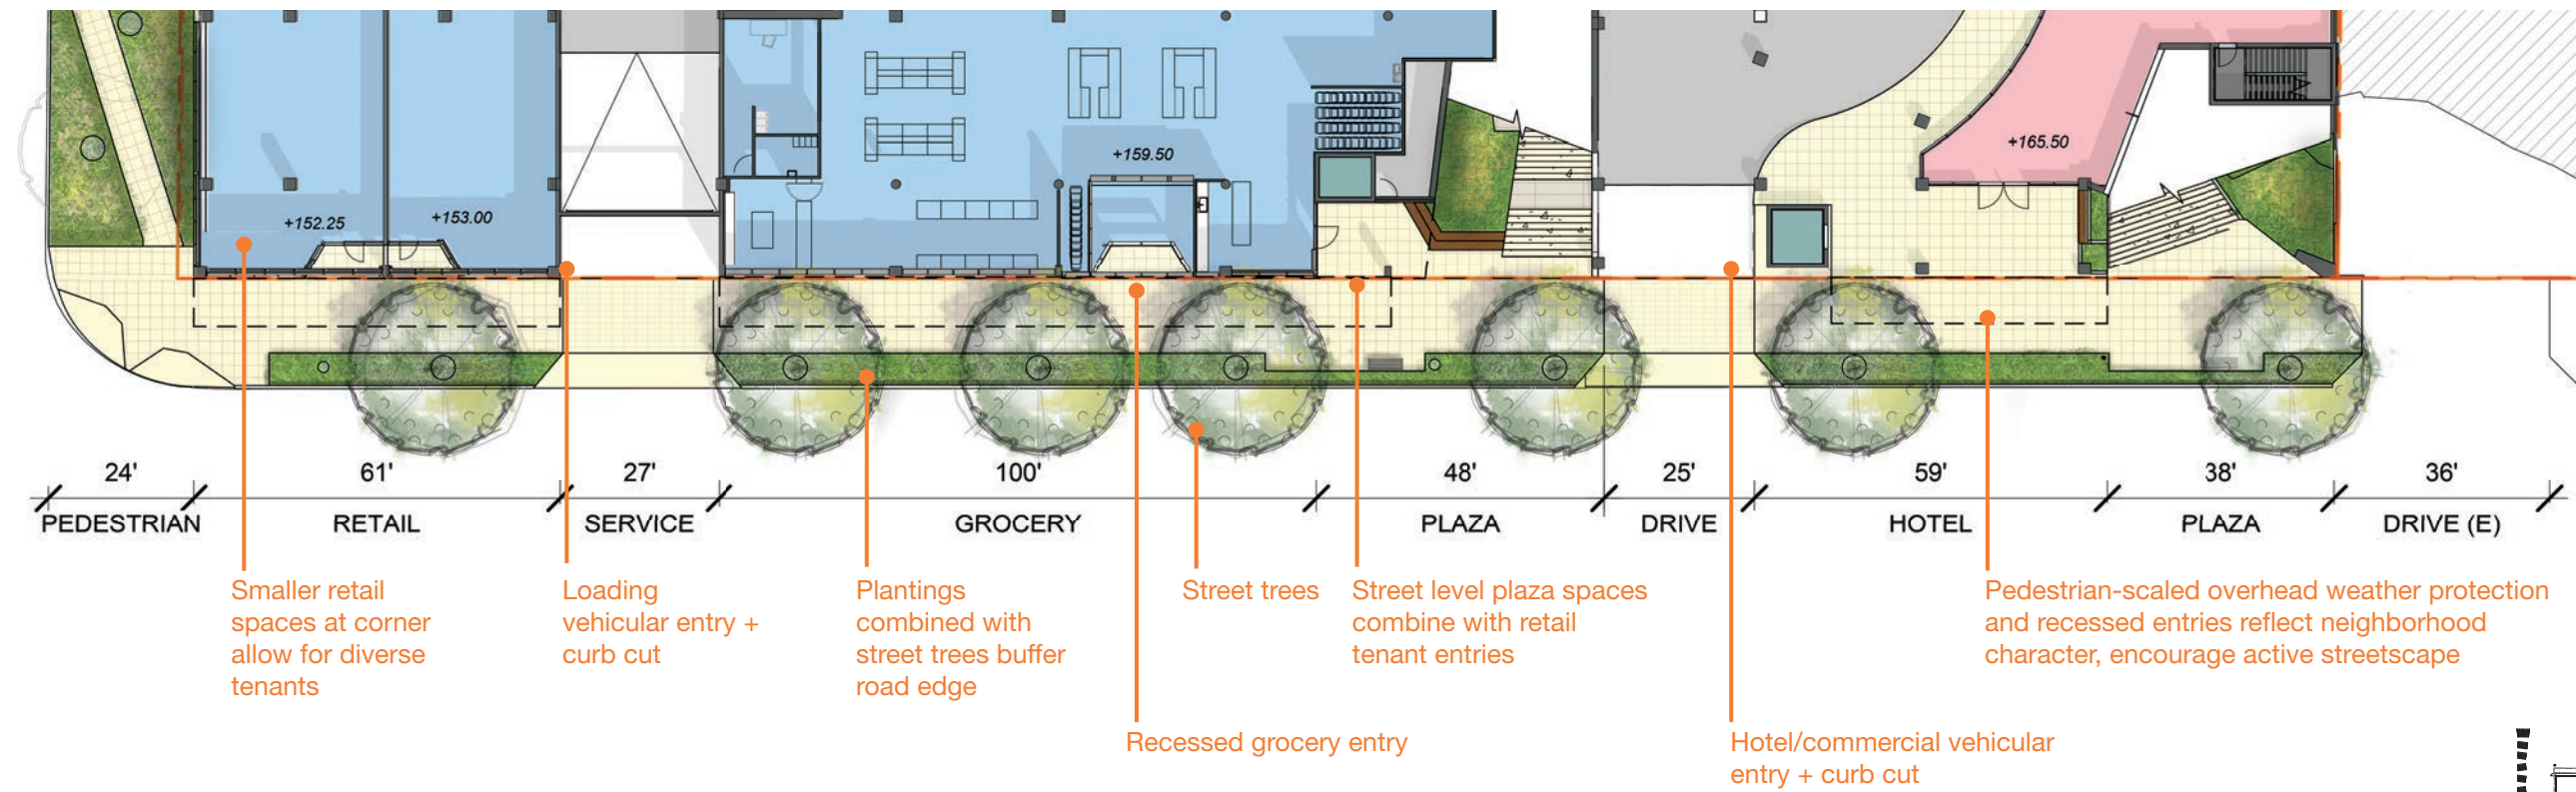 +159.50
+165.50
+152.25
+153.00
24'
61'
27'
100'
48'
25'
59'
38'
36'
PEDESTRIAN
RETAIL
SERVICE
GROCERY
PLAZA
DRIVE
HOTEL
PLAZA
DRIVE (E)
Smaller retail
spaces at corner
allow for diverse
tenants
Loading
vehicular entry +
curb cut
Plantings
combined with
street trees buffer
road edge
Street trees
Street level plaza spaces
combine with retail
tenant entries
Pedestrian-scaled overhead weather protection
and recessed entries reflect neighborhood
character, encourage active streetscape
Recessed grocery entry
Hotel/commercial vehicular
entry + curb cut